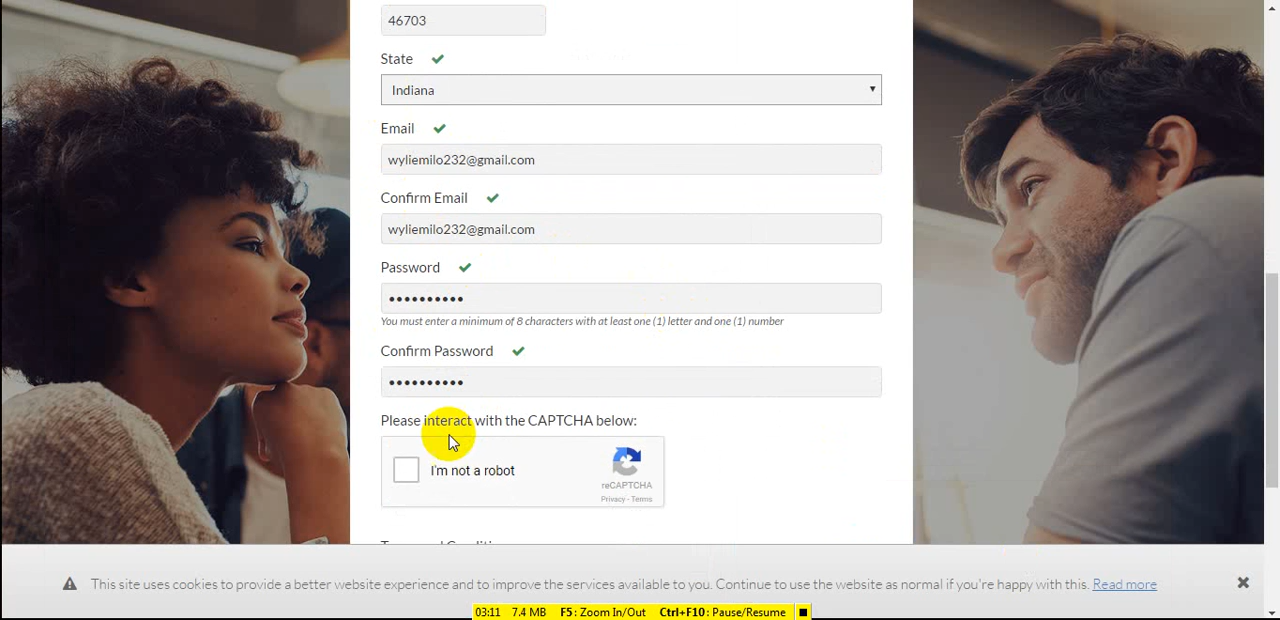 46703
State
Indiana
Email
wyliemilo232@gmail.com
Confirm Email
wyliemilo232@gmail.com
Password
••••••••••
You must enter a minimum of 8 characters with at least one (1) letter and one (1) number
Confirm Password
••••••••••
Please interact with the CAPTCHA below:
I'm not a robot
reCAPTCHA
Privacy - Terms
This site uses cookies to provide a better website experience and to improve the services available to you. Continue to use the website as normal if you're happy with this. Read more
03:11 7.4 MB F5: Zoom In/Out Ctrl+F10: Pause/Resume